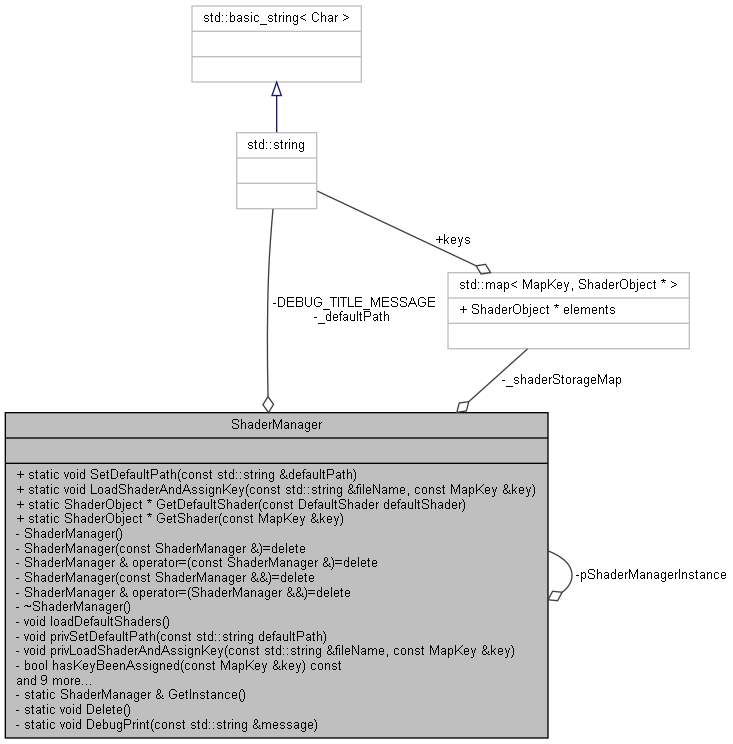 std::basic_string< Char >
std::string
+keys
std::map< MapKey, ShaderObject * >
+ ShaderObject * elements
-DEBUG_TITLE_MESSAGE
-_defaultPath
-_shaderStorageMap
ShaderManager
+ static void SetDefaultPath(const std::string &defaultPath)
+ static void LoadShaderAndAssignKey(const std::string &fileName, const MapKey &key)
+ static ShaderObject * GetDefaultShader(const DefaultShader defaultShader)
+ static ShaderObject * GetShader(const MapKey &key)
- ShaderManager()
- ShaderManager(const ShaderManager &)=delete
- ShaderManager & operator=(const ShaderManager &)=delete
- ShaderManager(const ShaderManager &&)=delete
- ShaderManager & operator=(ShaderManager &&)=delete
- ~ShaderManager()
- void loadDefaultShaders()
- void privSetDefaultPath(const std::string defaultPath)
- void privLoadShaderAndAssignKey(const std::string &fileName, const MapKey &key)
- bool hasKeyBeenAssigned(const MapKey &key) const
and 9 more...
- static ShaderManager & GetInstance()
- static void Delete()
- static void DebugPrint(const std::string &message)
-pShaderManagerInstance